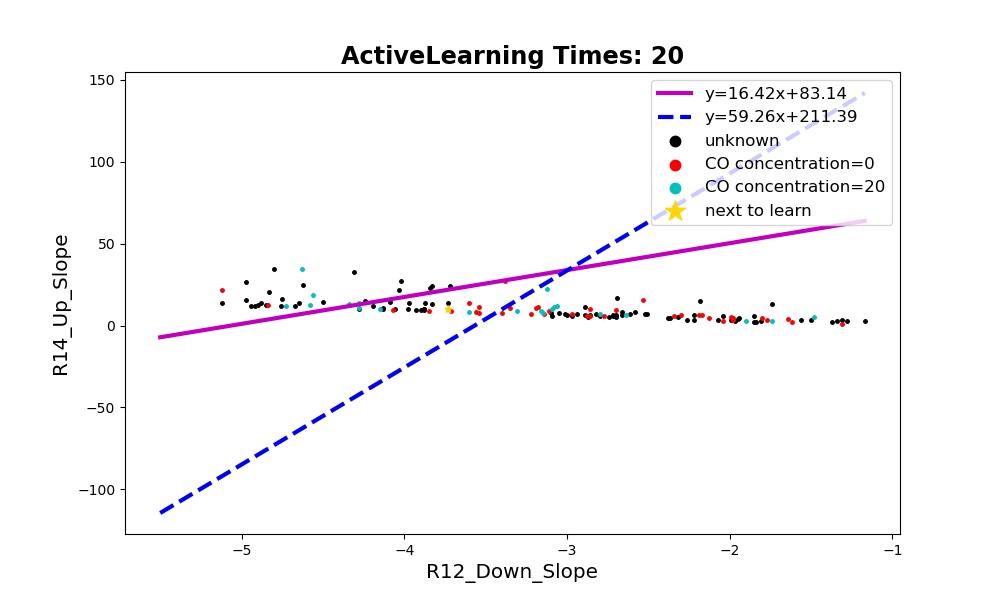 ActiveLearning Times: 20
y=16.42x+83.14
y=59.26x+211.39
unknown
CO concentration=0
CO concentration=20
next to learn
150
100
50
0
−50
−100
R14_Up_Slope
−5
−4
−3
−2
−1
R12_Down_Slope